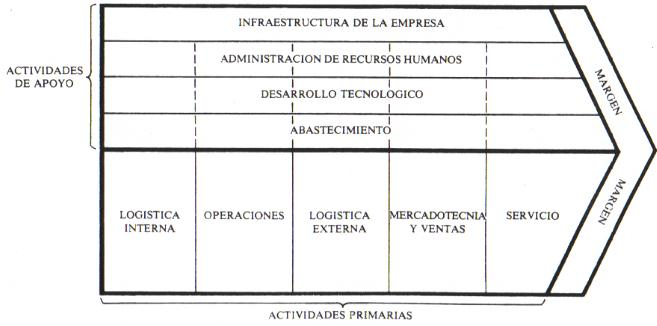 INFRAESTRUCTURA DE LA EMPRESA
ADMINISTRACION DE RECURSOS HUMANOS
ACTIVIDADES
DE APOYO
DESARROLLO TECNOLOGICO
ABASTECIMIENTO
MARGEN
LOGISTICA
INTERNA
OPERACIONES
LOGISTICA
EXTERNA
MERCADOTECNIA
Y VENTAS
SERVICIO
MARGEN
ACTIVIDADES PRIMARIAS